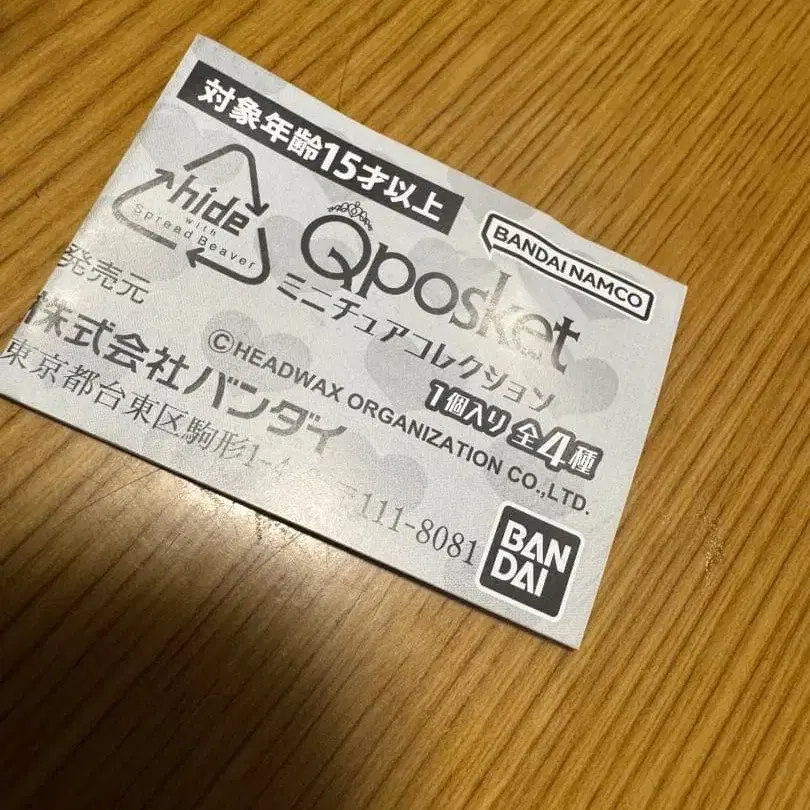 対象年齢15才以上
hide
with
Spread Beaver
Qposket
BANDAI NAMCO
ミニチュアコレクション
1個入り 全4種
©HEADWAX ORGANIZATION CO.,LTD.
発売元
株式会社バンダイ
東京都台東区駒形1-4
〒111-8081
BAN
DAI